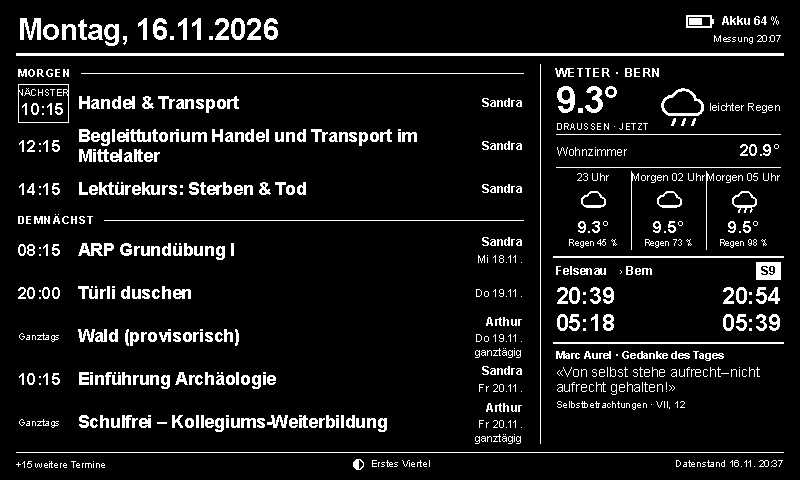 Montag, 16.11.2026
Akku 64 %
Messung 20:07
MORGEN
NÄCHSTER
10:15 Handel & Transport Sandra
12:15 Begleittutorium Handel und Transport im
Mittelalter Sandra
14:15 Lektürekurs: Sterben & Tod Sandra
DEMNÄCHST
08:15 ARP Grundübung I Sandra
Mi 18.11.
20:00 Türli duschen Do 19.11.
Ganztags Wald (provisorisch) Arthur
Do 19.11.
ganztägig
10:15 Einführung Archäologie Sandra
Fr 20.11.
Ganztags Schulfrei – Kollegiums-Weiterbildung Arthur
Fr 20.11.
ganztägig
WETTER · BERN
9.3° leichter Regen
DRAUSSEN · JETZT
Wohnzimmer 20.9°
23 Uhr Morgen 02 Uhr Morgen 05 Uhr
9.3° 9.5° 9.5°
Regen 45 % Regen 73 % Regen 98 %
Felsenau › Bern S9
20:39 20:54
05:18 05:39
Marc Aurel · Gedanke des Tages
«Von selbst stehe aufrecht–nicht
aufrecht gehalten!»
Selbstbetrachtungen · VII, 12
+15 weitere Termine
Erstes Viertel
Datenstand 16.11. 20:37